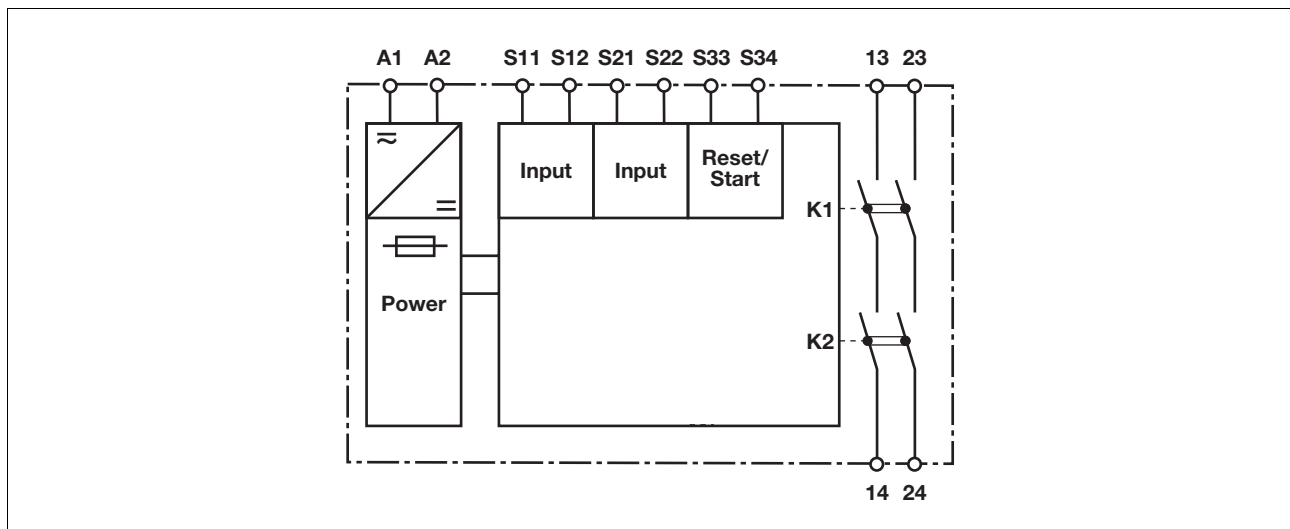 A1 A2 S11 S12 S21 S22 S33 S34 13 23
Input Input Reset/
Start
K1
Power
K2
14 24